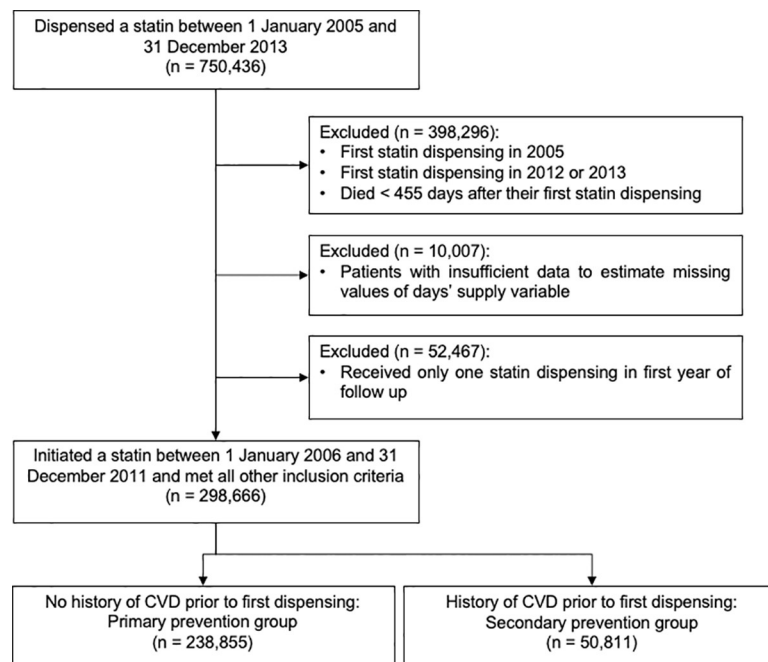 Dispensed a statin between 1 January 2005 and
31 December 2013
(n = 750,436)
Excluded (n = 398,296):
• First statin dispensing in 2005
• First statin dispensing in 2012 or 2013
• Died < 455 days after their first statin dispensing
Excluded (n = 10,007):
• Patients with insufficient data to estimate missing
values of days' supply variable
Excluded (n = 52,467):
• Received only one statin dispensing in first year of
follow up
Initiated a statin between 1 January 2006 and 31
December 2011 and met all other inclusion criteria
(n = 298,666)
No history of CVD prior to first dispensing:
Primary prevention group
(n = 238,855)
History of CVD prior to first dispensing:
Secondary prevention group
(n = 50,811)